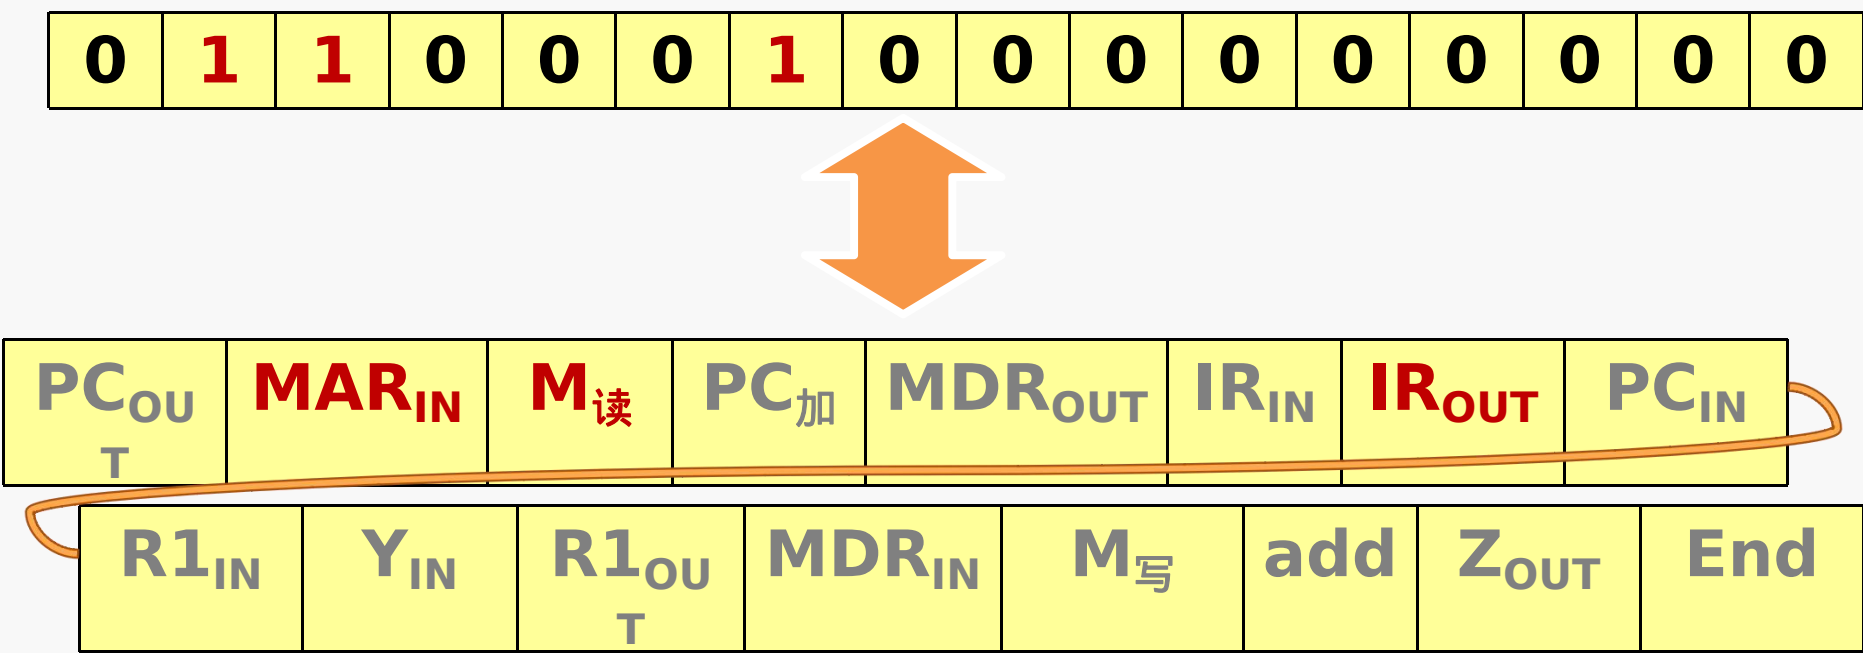 0 1 1 0 0 0 1 0 0 0 0 0 0 0 0 0
PCOUT MARIN M读 PC加 MDROUT IRIN IROUT PCIN
R1IN YIN R1OUT MDRIN M写 add ZOUT End